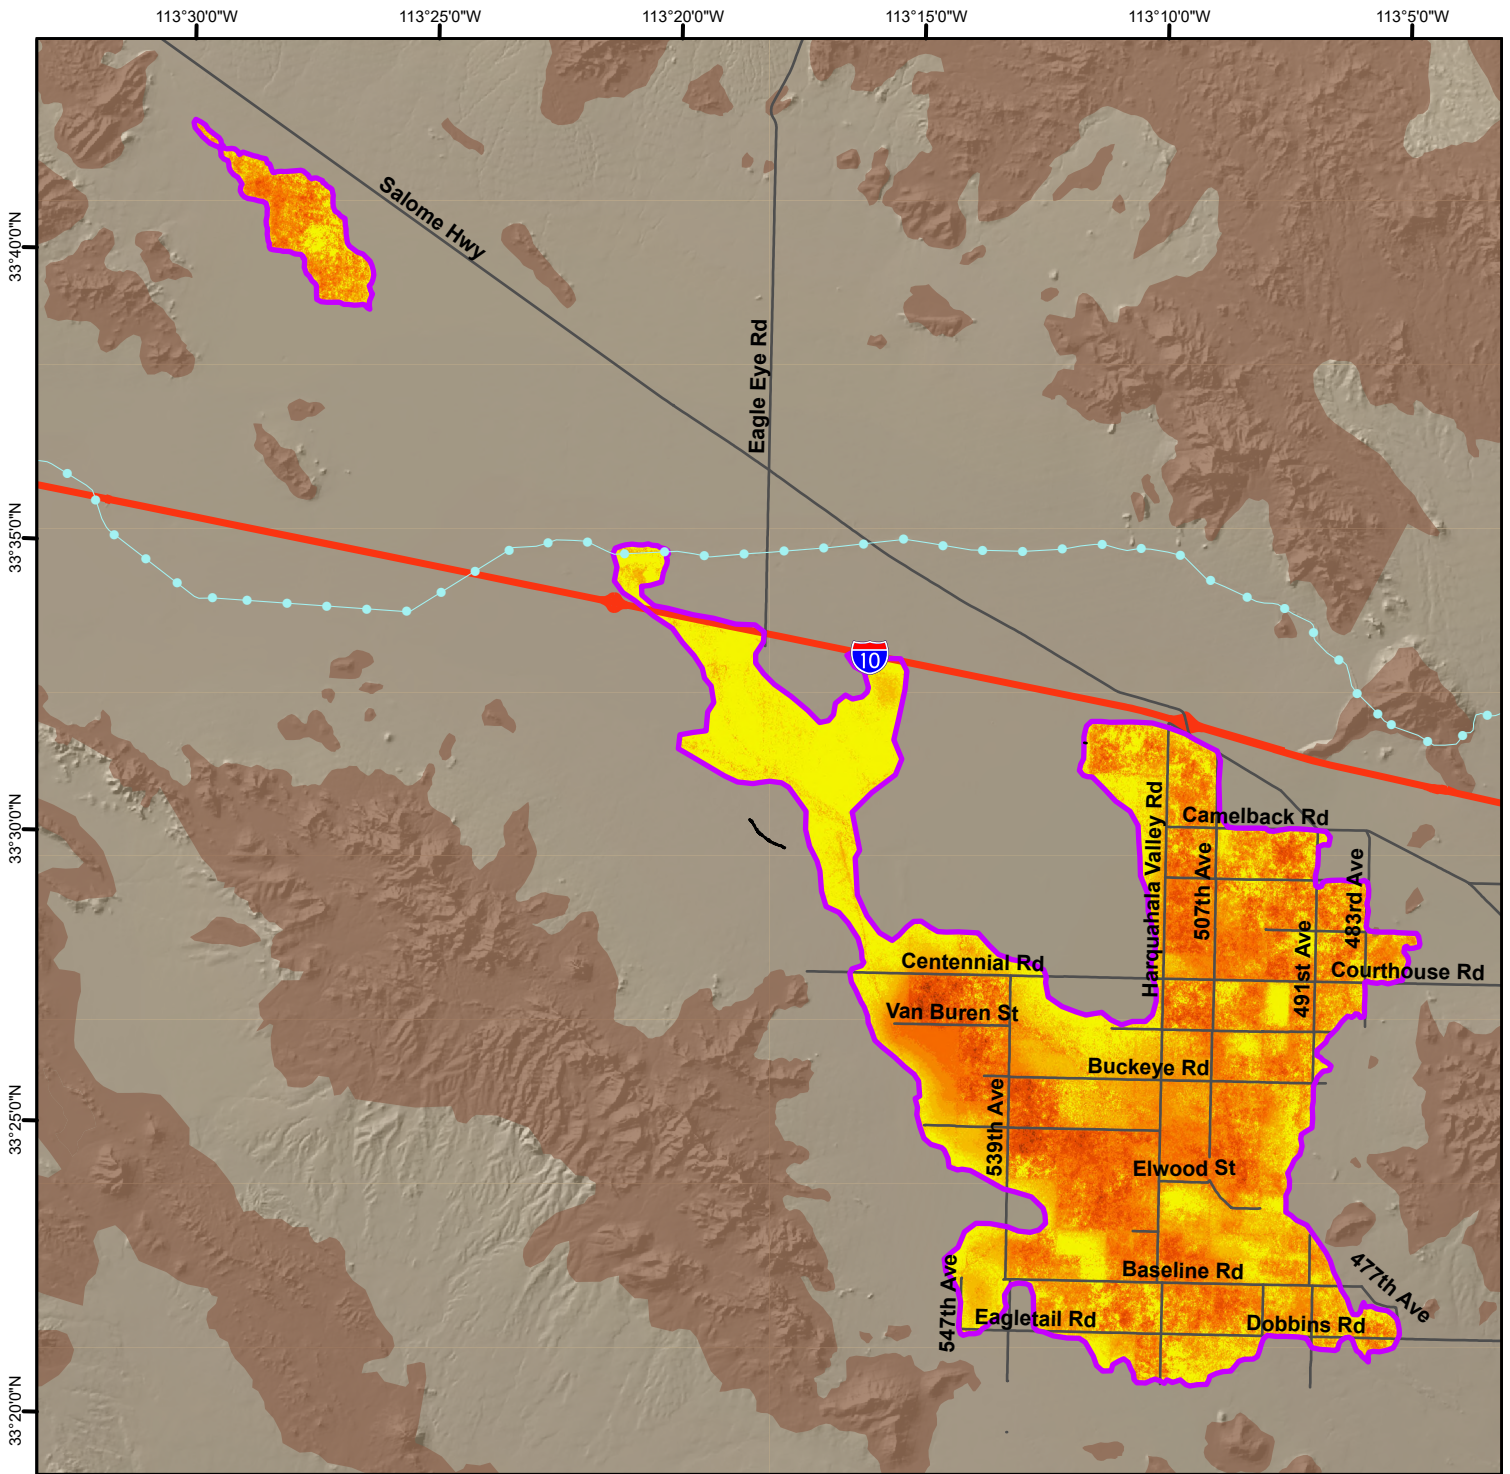 113°30'0"W
113°25'0"W
113°20'0"W
113°15'0"W
113°10'0"W
113°5'0"W
33°40'0"N
33°35'0"N
33°30'0"N
33°25'0"N
33°20'0"N
Salome Hwy
Eagle Eye Rd
10
Camelback Rd
Harquahala Valley Rd
507th Ave
483rd Ave
491st Ave
Centennial Rd
Courthouse Rd
Van Buren St
Buckeye Rd
539th Ave
Elwood St
Baseline Rd
477th Ave
547th Ave
Eagletail Rd
Dobbins Rd